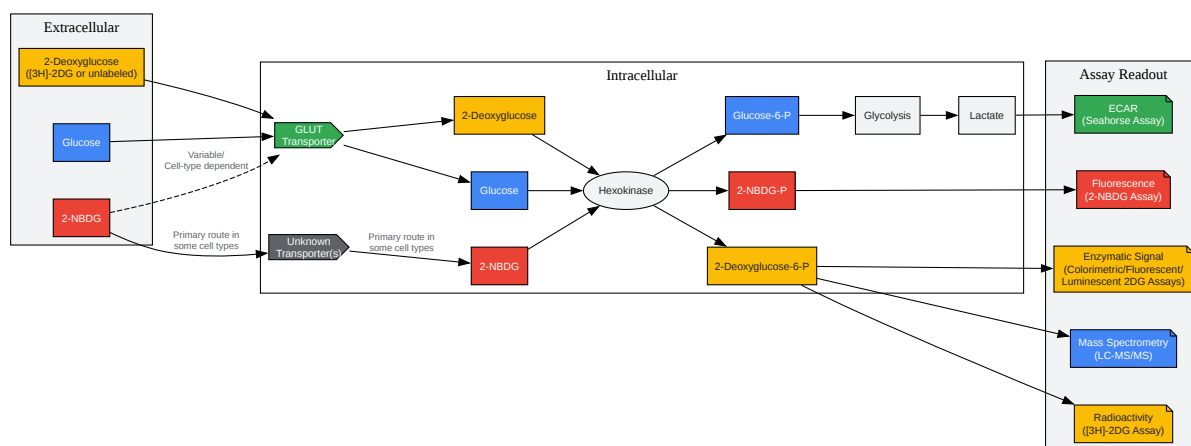 Extracellular
2-Deoxyglucose
([3H]-2DG or unlabeled)
Glucose
2-NBDG
Variable/
Cell-type dependent
Primary route in
some cell types
Intracellular
GLUT
Transporter
Unknown
Transporter(s)
Primary route in
some cell types
2-Deoxyglucose
Glucose
2-NBDG
Hexokinase
Glucose-6-P
2-NBDG-P
2-Deoxyglucose-6-P
Glycolysis
Lactate
Assay Readout
ECAR
(Seahorse Assay)
Fluorescence
(2-NBDG Assay)
Enzymatic Signal
(Colorimetric/Fluorescent/
Luminescent 2DG Assays)
Mass Spectrometry
(LC-MS/MS)
Radioactivity
([3H]-2DG Assay)